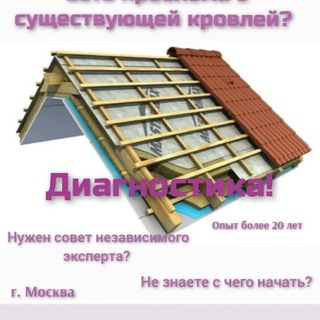 существующей кровлей?
Диагностика!
Опыт более 20 лет
Нужен совет независимого
эксперта?
Не знаете с чего начать?
г. Москва